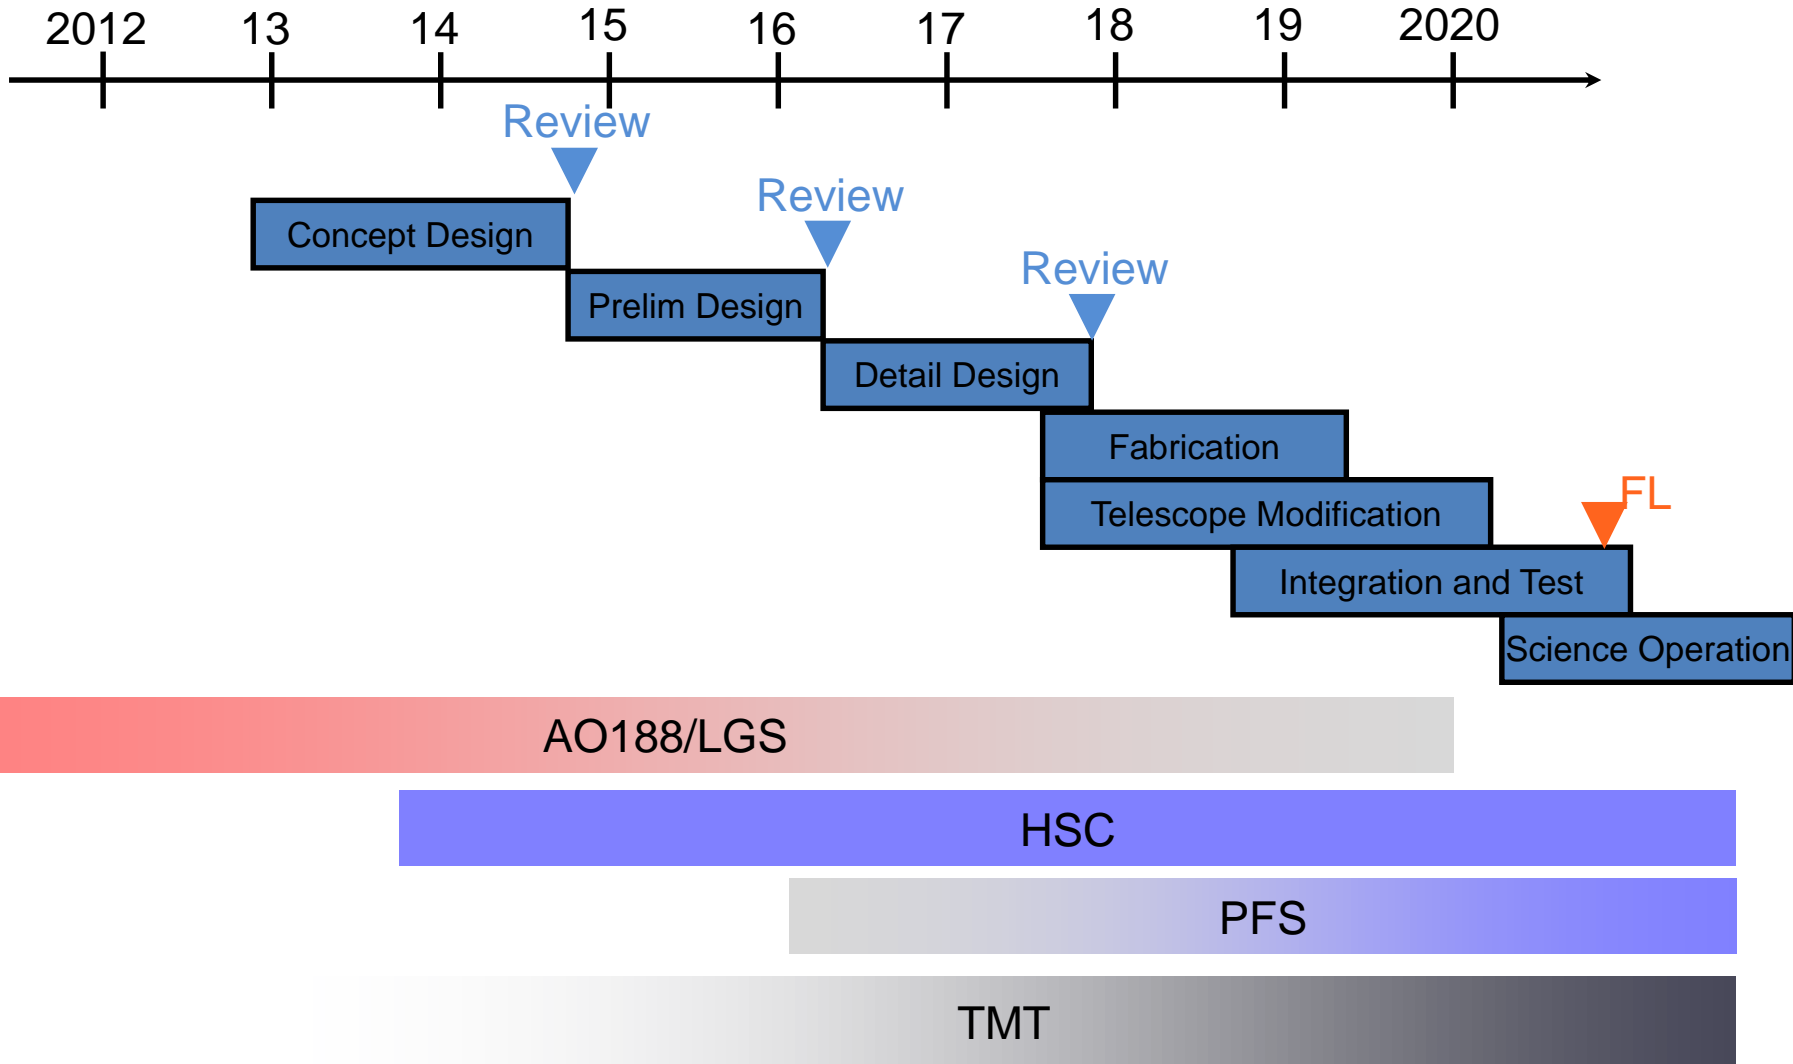 2012 13 14 15 16 17 18 19 2020
Review
Review
Review
Concept Design
Prelim Design
Detail Design
Fabrication
Telescope Modification
FL
Integration and Test
Science Operation
AO188/LGS
HSC
PFS
TMT